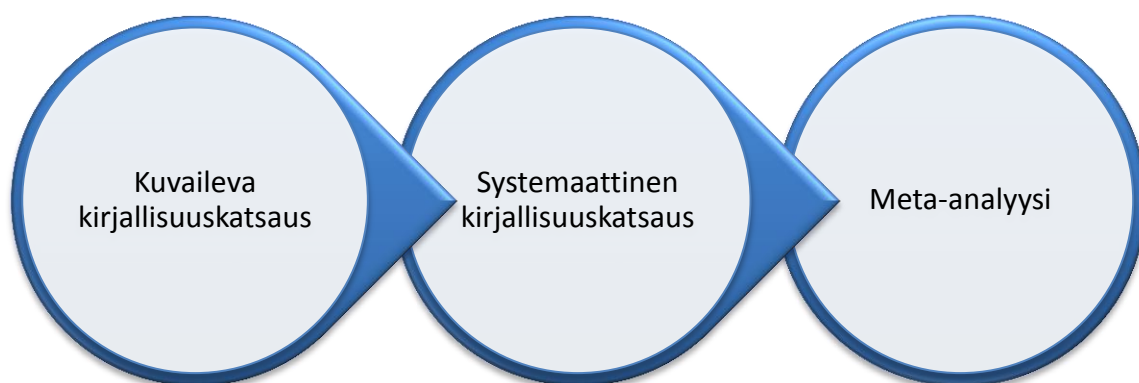 Kuvaileva
kirjallisuuskatsaus
Systemaattinen
kirjallisuuskatsaus
Meta-analyysi